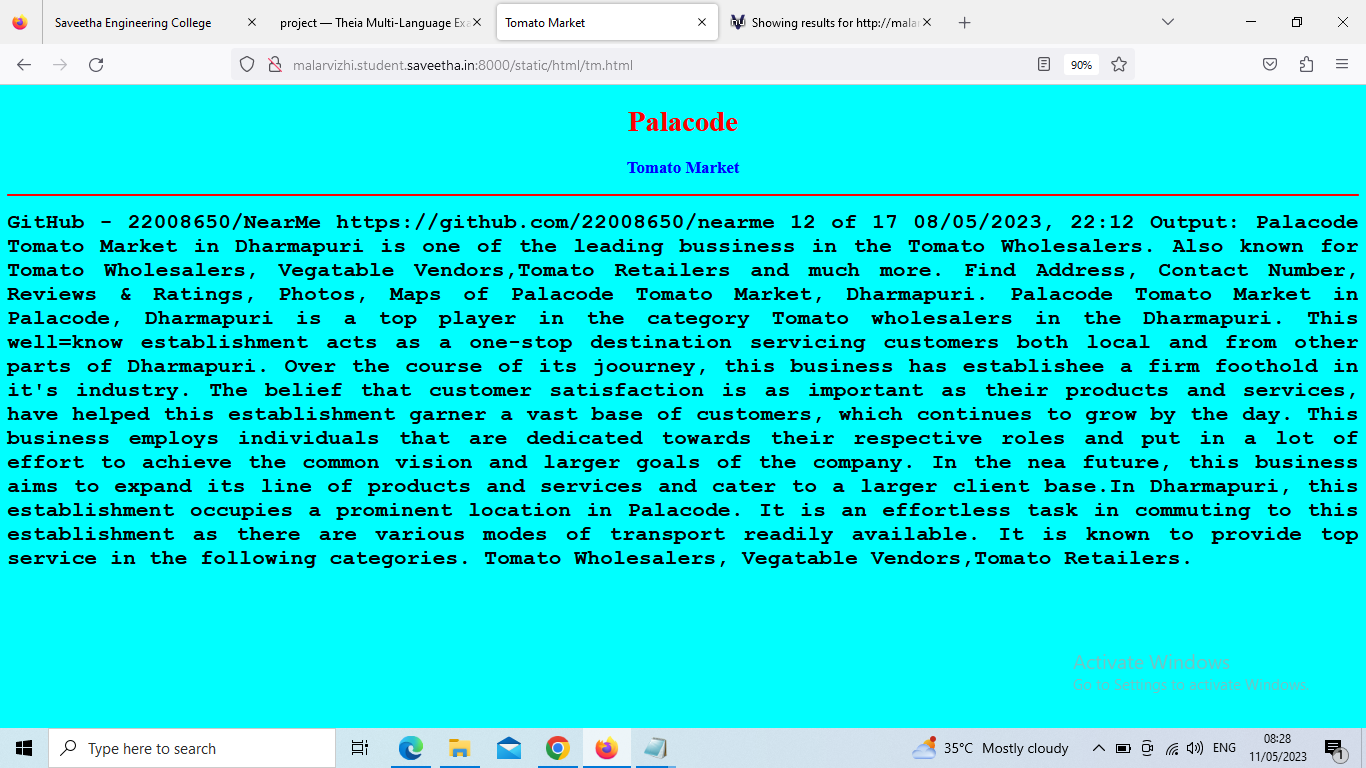 Saveetha Engineering College
project — Theia Multi-Language Exa
Tomato Market
Showing results for http://mala
malarvizhi.student.saveetha.in:8000/static/html/tm.html
90%
Palacode
Tomato Market
GitHub - 22008650/NearMe https://github.com/22008650/nearme 12 of 17 08/05/2023, 22:12 Output: Palacode
Tomato Market in Dharmapuri is one of the leading bussiness in the Tomato Wholesalers. Also known for
Tomato Wholesalers, Vegatable Vendors,Tomato Retailers and much more. Find Address, Contact Number,
Reviews & Ratings, Photos, Maps of Palacode Tomato Market, Dharmapuri. Palacode Tomato Market in
Palacode, Dharmapuri is a top player in the category Tomato wholesalers in the Dharmapuri. This
well=know establishment acts as a one-stop destination servicing customers both local and from other
parts of Dharmapuri. Over the course of its joourney, this business has establishee a firm foothold in
it's industry. The belief that customer satisfaction is as important as their products and services,
have helped this establishment garner a vast base of customers, which continues to grow by the day. This
business employs individuals that are dedicated towards their respective roles and put in a lot of
effort to achieve the common vision and larger goals of the company. In the nea future, this business
aims to expand its line of products and services and cater to a larger client base.In Dharmapuri, this
establishment occupies a prominent location in Palacode. It is an effortless task in commuting to this
establishment as there are various modes of transport readily available. It is known to provide top
service in the following categories. Tomato Wholesalers, Vegatable Vendors,Tomato Retailers.
Activate Windows
Go to Settings to activate Windows.
Type here to search
35°C Mostly cloudy
ENG
08:28
11/05/2023
1